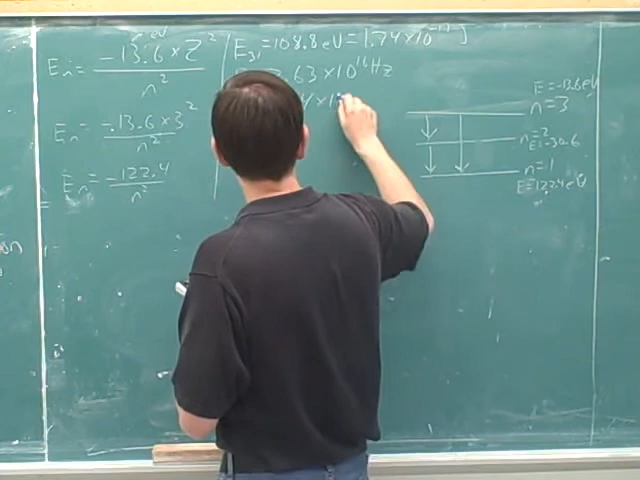 En = -13.6 eV × Z² / n²
En = -13.6 × 3² / n²
En = -122.4 / n²
E31 = 108.8 eV = 1.74 × 10 J
.63 × 10¹⁶ Hz
E = -13.6 eV
n = 3
n = 2
E = -30.6
n = 1
E = 122.4 eV
on